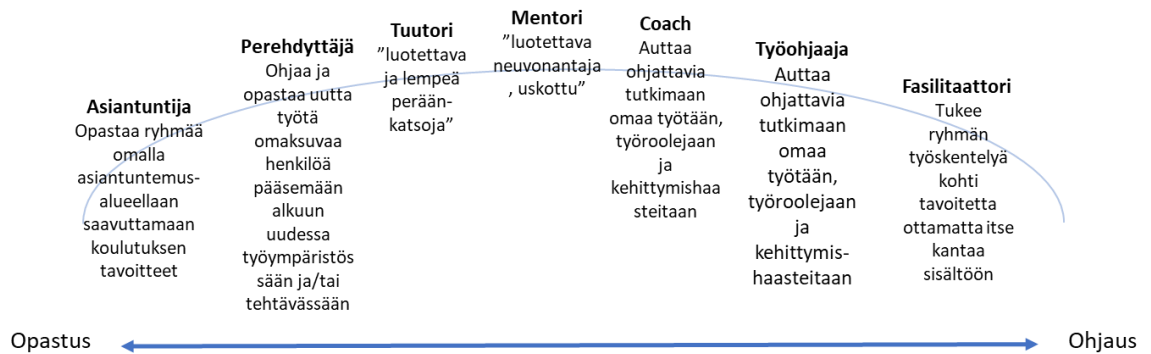 Asiantuntija
Opastaa ryhmää
omalla
asiantuntemus-
alueellaan
saavuttamaan
koulutuksen
tavoitteet
Perehdyttäjä
Ohjaa ja
opastaa uutta
työtä
omaksuvaa
henkilöä
pääsemään
alkuun
uudessa
työympäristös
sään ja/tai
tehtävässään
Tuutori
”luotettava
ja lempeä
perään-
katsoja”
Mentori
”luotettava
neuvonantaja
, uskottu”
Coach
Auttaa
ohjattavia
tutkimaan
omaa työtään,
työroolejaan
ja
kehittymishaa
steitaan
Työohjaaja
Auttaa
ohjattavia
tutkimaan
omaa
työtään,
työroolejaan
ja
kehittymis-
haasteitaan
Fasilitaattori
Tukee
ryhmän
työskentelyä
kohti
tavoitetta
ottamatta itse
kantaa
sisältöön
Opastus
Ohjaus